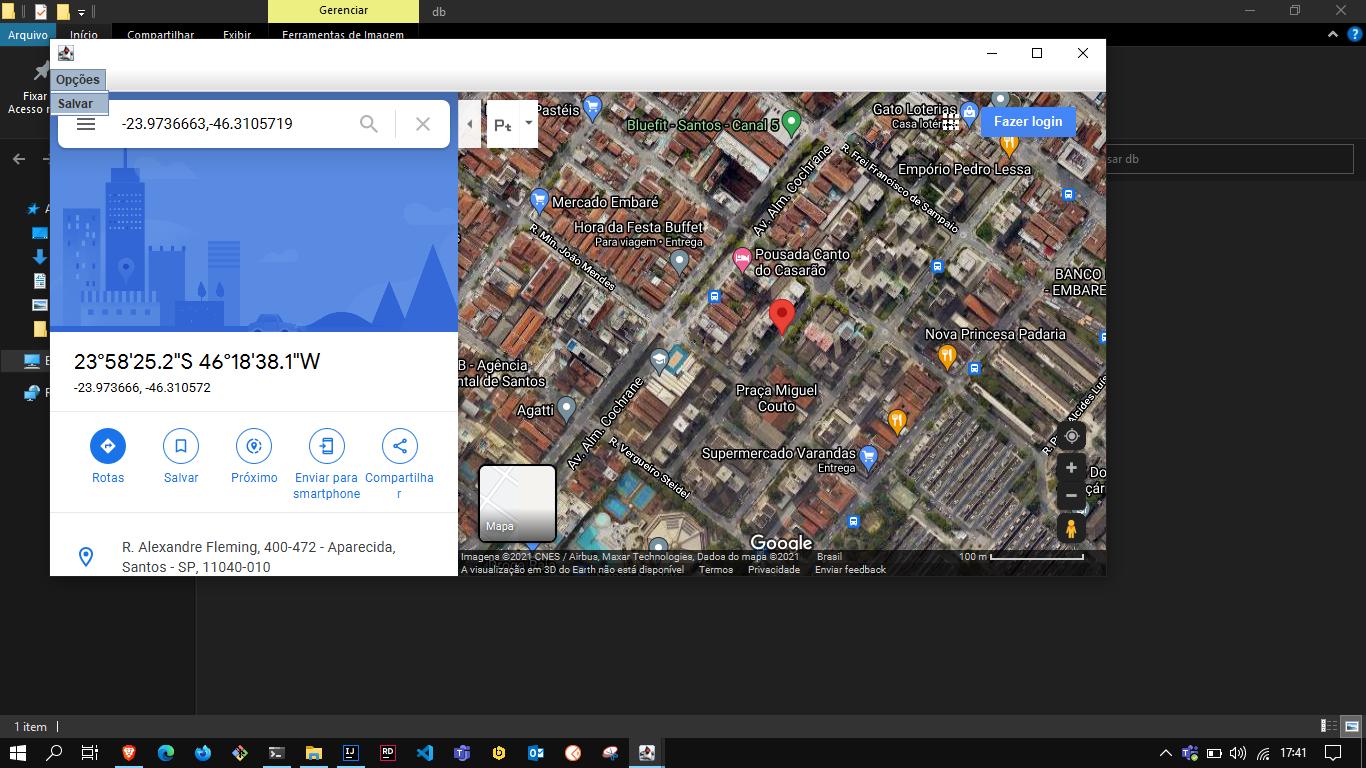 Gerenciar
db
Arquivo
Início
Compartilhar
Exibir
Ferramentas de Imagem
Opções
Salvar
Fixar
Acesso
-23.9736663,-46.3105719
Fazer login
sar db
23°58'25.2"S 46°18'38.1"W
-23.973666, -46.310572
Rotas
Salvar
Próximo
Enviar para
smartphone
Compartilha
r
R. Alexandre Fleming, 400-472 - Aparecida,
Santos - SP, 11040-010
Pastéis
Bluefit - Santos - Canal 5
Gato Loterias
Casa lotéri
R. Frei Francisco de Sampaio
Empório Pedro Lessa
Av. Alm. Cochrane
Mercado Embaré
Hora da Festa Buffet
Para viagem • Entrega
R. Min. João Mendes
Pousada Canto
do Casarão
BANCO
- EMBARE
Nova Princesa Padaria
B - Agência
ntal de Santos
Agatti
Av. Alm. Cochrane
Praça Miguel
Couto
R. Vergueiro Steidel
Supermercado Varandas
Entrega
Do
çár
Mapa
Google
Imagens ©2021 CNES / Airbus, Maxar Technologies, Dados do mapa ©2021
Brasil
100 m
A visualização em 3D do Earth não está disponível
Termos
Privacidade
Enviar feedback
1 item
17:41